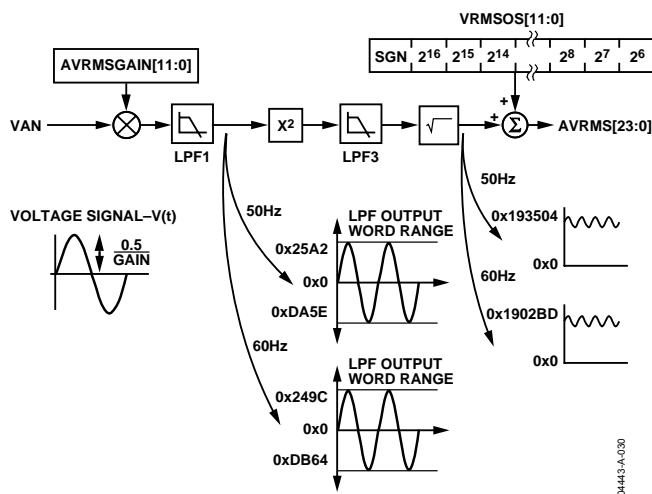 VRMSOS[11:0]
SGN 2^16 2^15 2^14 2^8 2^7 2^6
AVRMSGAIN[11:0]
VAN
LPF1
X^2
LPF3
√
+
+
Σ
AVRMS[23:0]
VOLTAGE SIGNAL–V(t)
0.5
GAIN
50Hz
LPF OUTPUT
WORD RANGE
0x25A2
0x0
0xDA5E
60Hz
LPF OUTPUT
WORD RANGE
0x249C
0x0
0xDB64
50Hz
0x193504
0x0
60Hz
0x1902BD
0x0
04443-A-030